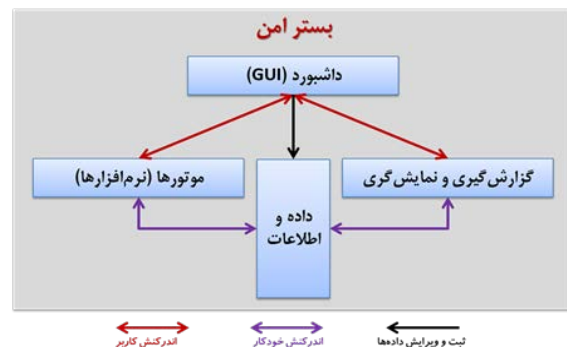 بستر امن
داشبورد (GUI)
گزارش‌گیری و نمایش‌گری
موتورها (نرم‌افزارها)
داده و
اطلاعات
ثبت و ویرایش داده‌ها
اندرکنش خودکار
اندرکنش کاربر